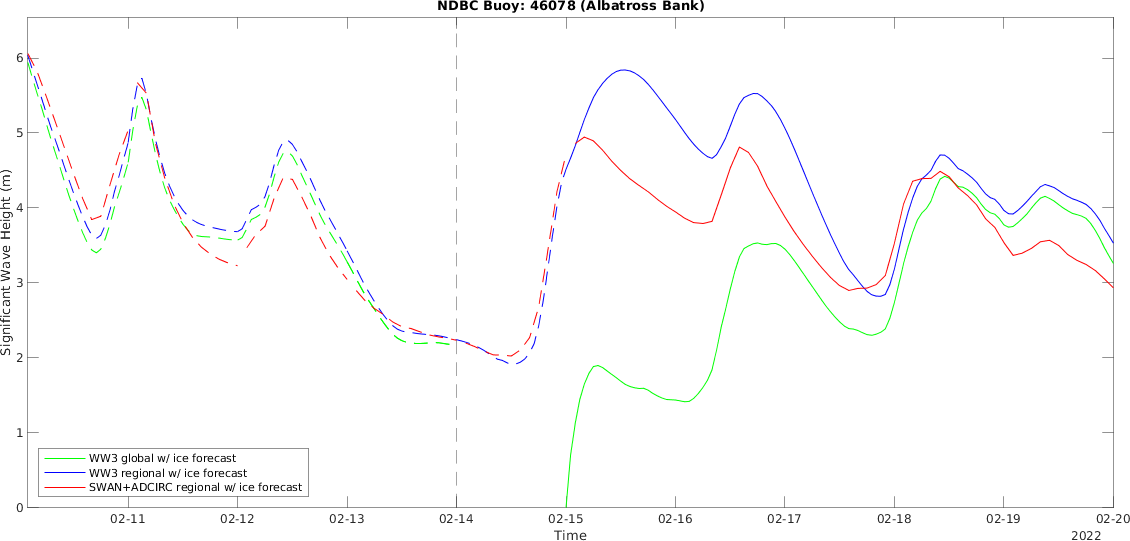 NDBC Buoy: 46078 (Albatross Bank)
Significant Wave Height (m)
6
5
4
3
2
1
0
WW3 global w/ ice forecast
WW3 regional w/ ice forecast
SWAN+ADCIRC regional w/ ice forecast
02-11 02-12 02-13 02-14 02-15 02-16 02-17 02-18 02-19 02-20
Time
2022